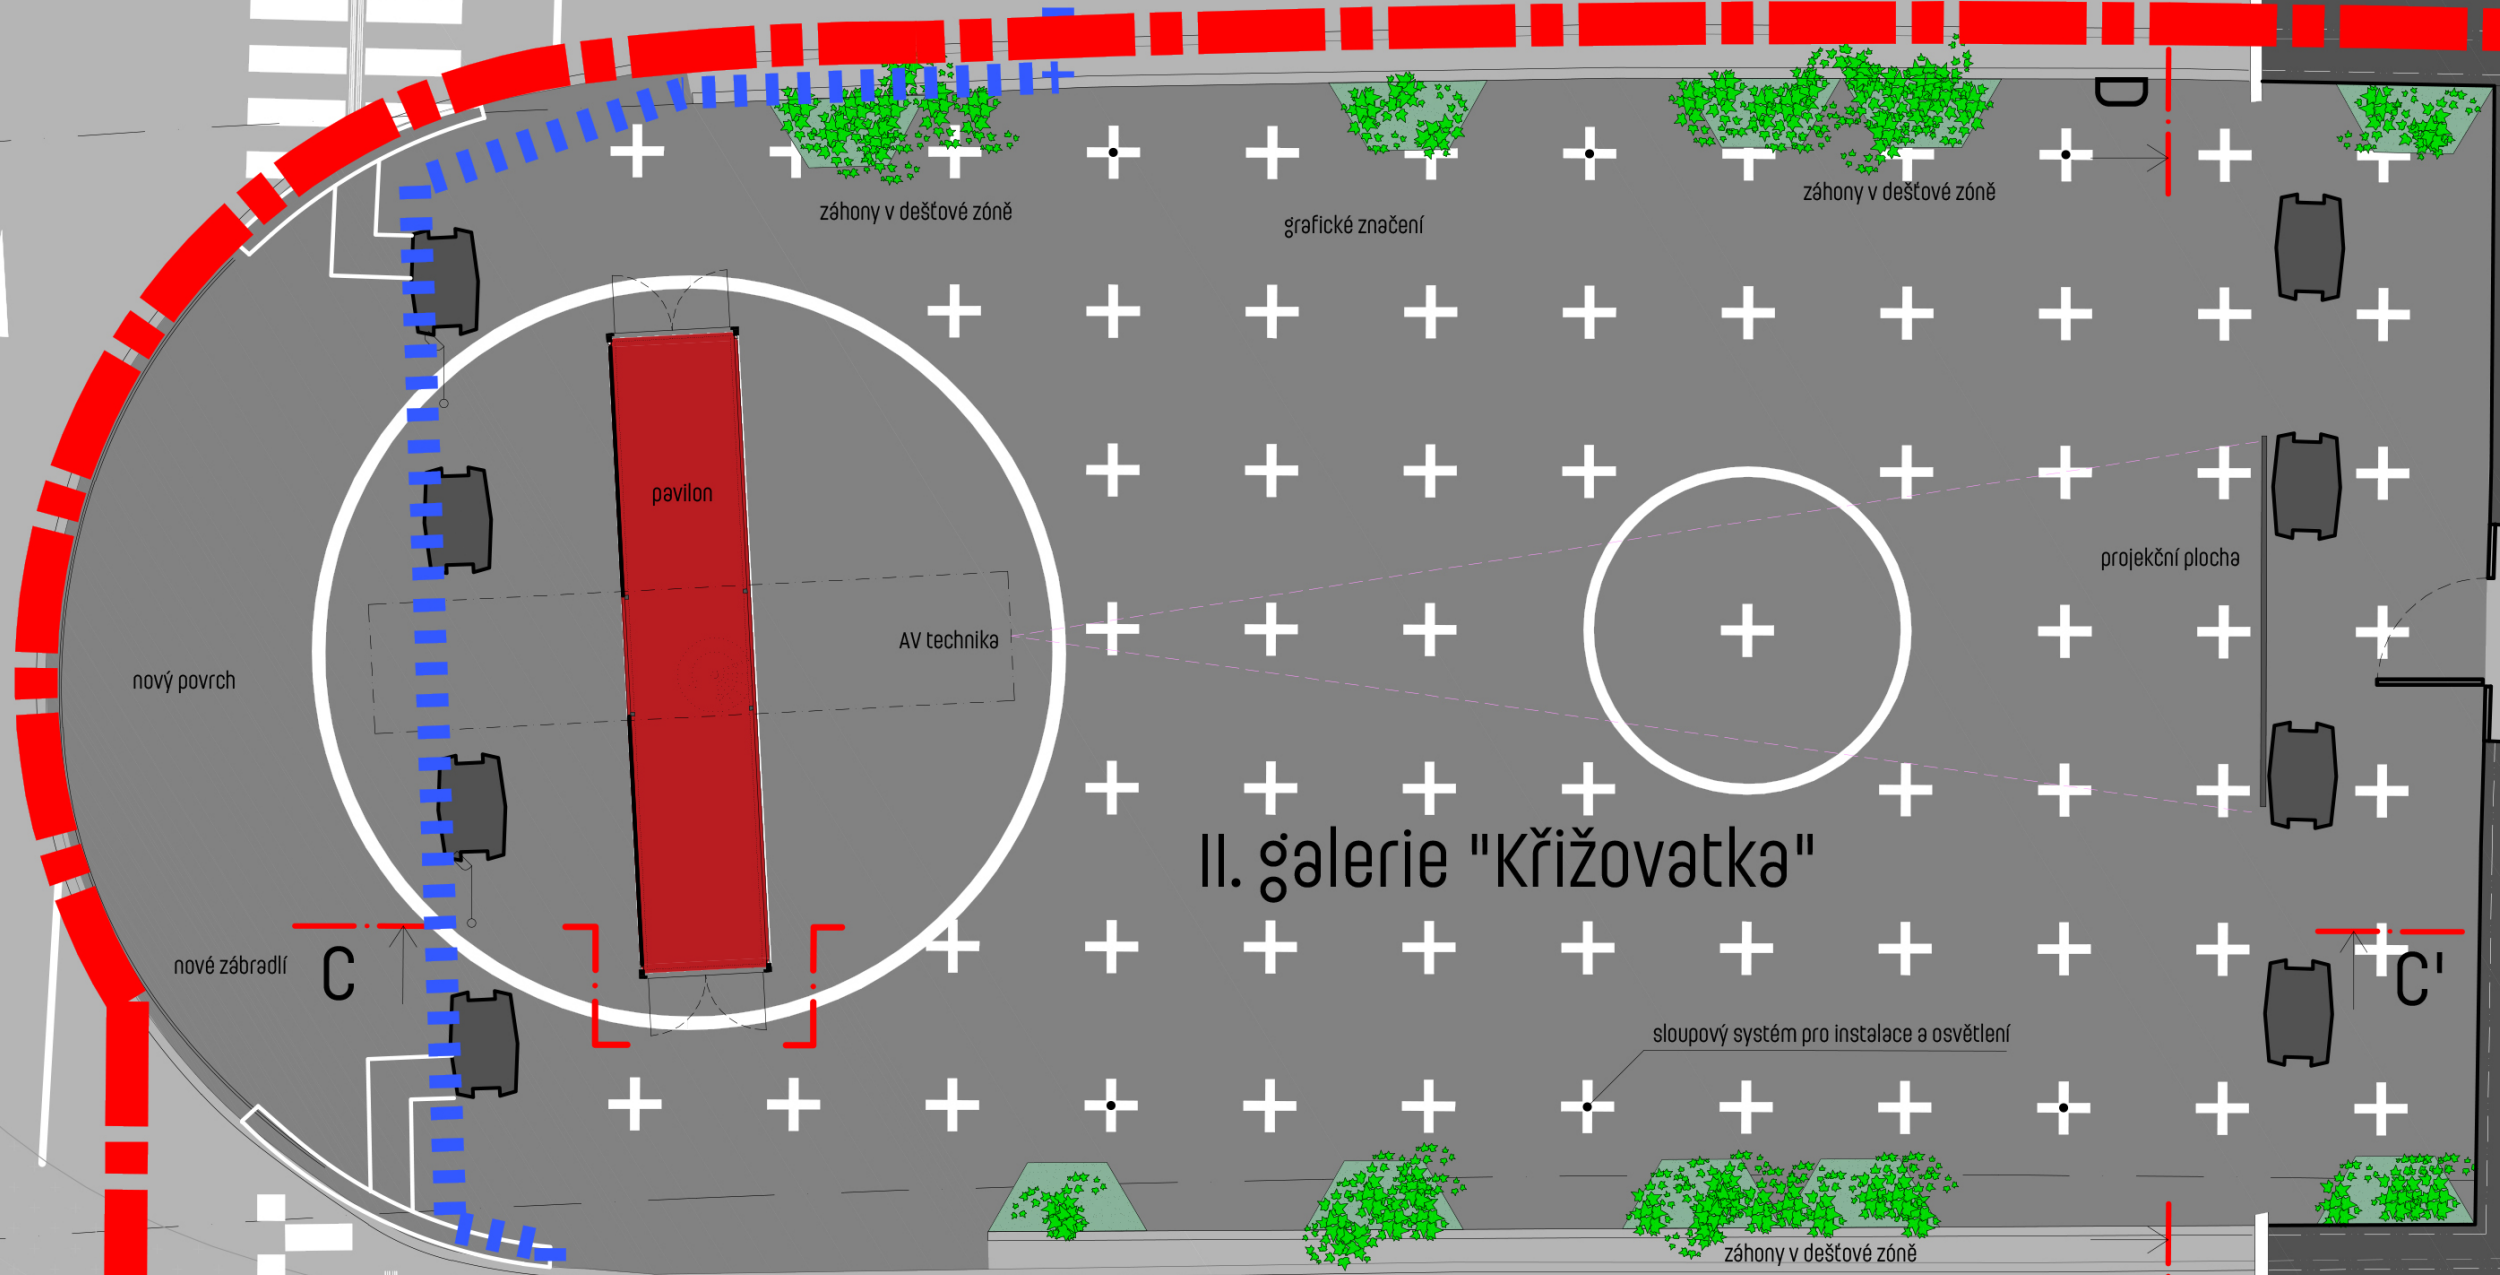 záhony v dešťové zóně
záhony v dešťové zóně
grafické značení
pavilon
projekční plocha
AV technika
nový povrch
II. galerie "Křižovatka"
nové zábradlí
C
C'
sloupový systém pro instalace a osvětlení
záhony v dešťové zóně